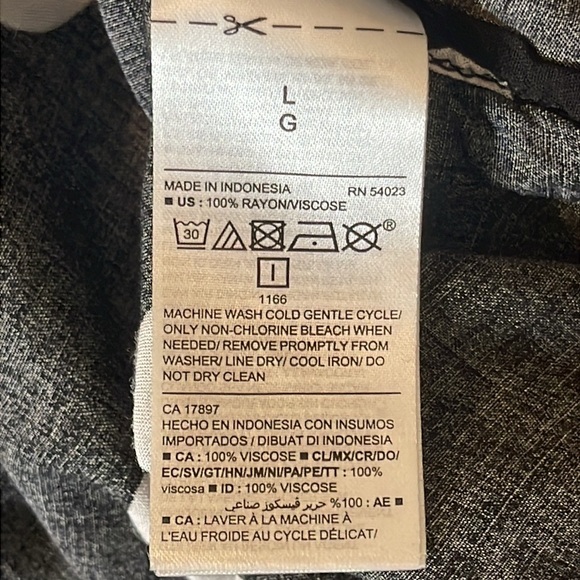 L
G
MADE IN INDONESIA RN 54023
■ US : 100% RAYON/VISCOSE
30 ®
1166
MACHINE WASH COLD GENTLE CYCLE/
ONLY NON-CHLORINE BLEACH WHEN
NEEDED/ REMOVE PROMPTLY FROM
WASHER/ LINE DRY/ COOL IRON/ DO
NOT DRY CLEAN
CA 17897
HECHO EN INDONESIA CON INSUMOS
IMPORTADOS / DIBUAT DI INDONESIA
■ CA : 100% VISCOSE ■ CL/MX/CR/DO/
EC/SV/GT/HN/JM/NI/PA/PE/TT : 100%
viscosa ■ ID : 100% VISCOSE
■ AE : 100% حرير فيسكوز صناعي
■ CA : LAVER À LA MACHINE À
L'EAU FROIDE AU CYCLE DÉLICAT/